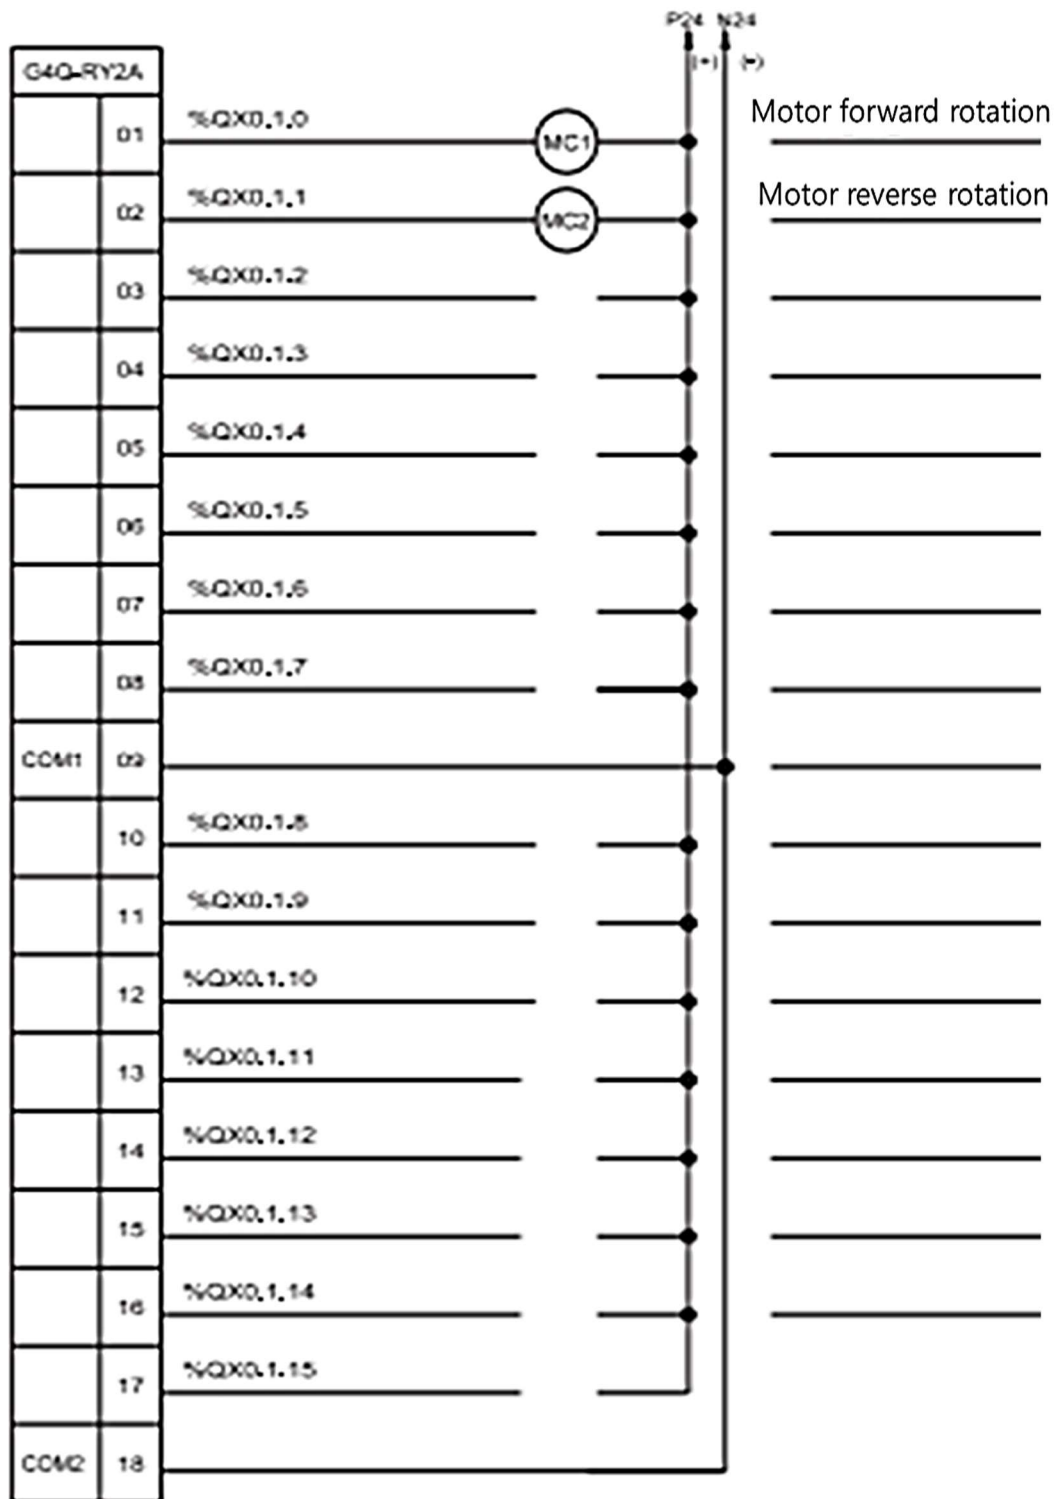 P24 N24
(+) (-)
G4Q-RY2A
01 %QX0.1.0 MC1 Motor forward rotation
02 %QX0.1.1 MC2 Motor reverse rotation
03 %QX0.1.2
04 %QX0.1.3
05 %QX0.1.4
06 %QX0.1.5
07 %QX0.1.6
08 %QX0.1.7
COM1 09
10 %QX0.1.8
11 %QX0.1.9
12 %QX0.1.10
13 %QX0.1.11
14 %QX0.1.12
15 %QX0.1.13
16 %QX0.1.14
17 %QX0.1.15
COM2 18